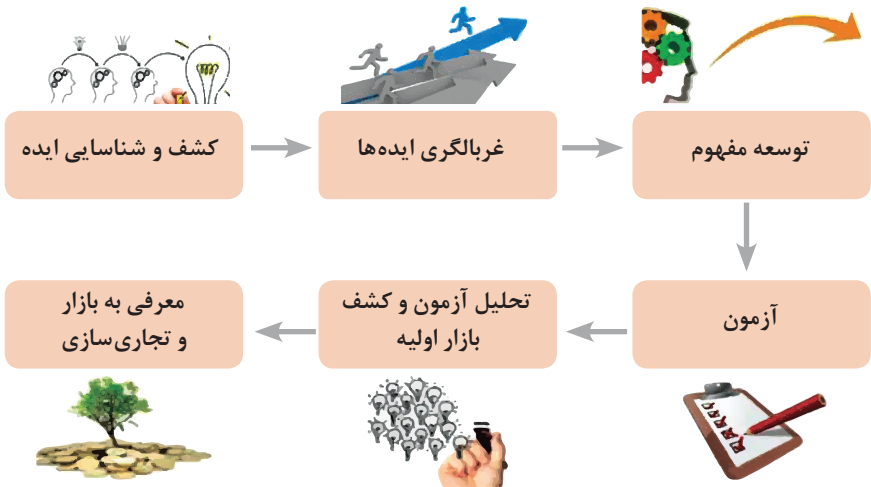 کشف و شناسایی ایده
غربالگری ایده‌ها
توسعه مفهوم
آزمون
تحلیل آزمون و کشف
بازار اولیه
معرفی به بازار
و تجاری‌سازی